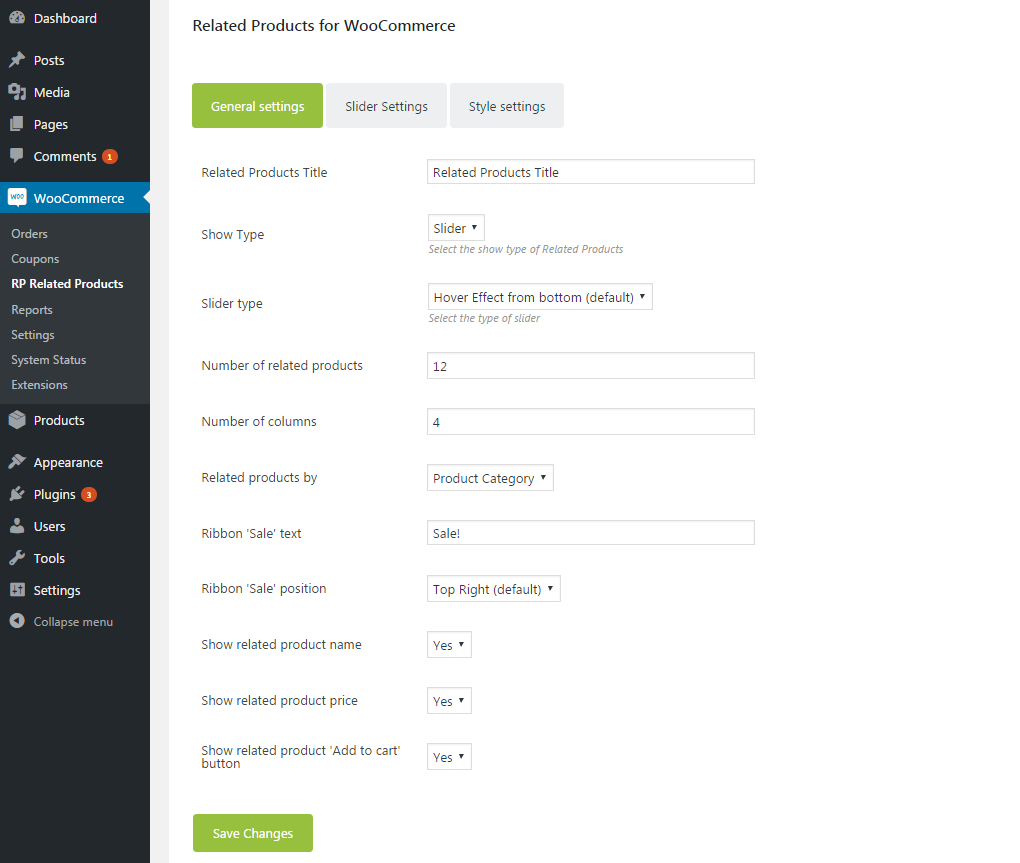 Dashboard
Posts
Media
Pages
Comments 1
woo WooCommerce
Orders
Coupons
RP Related Products
Reports
Settings
System Status
Extensions
Products
Appearance
Plugins 3
Users
Tools
Settings
Collapse menu
Related Products for WooCommerce
General settings Slider Settings Style settings
Related Products Title Related Products Title
Show Type Slider
Select the show type of Related Products
Slider type Hover Effect from bottom (default)
Select the type of slider
Number of related products 12
Number of columns 4
Related products by Product Category
Ribbon 'Sale' text Sale!
Ribbon 'Sale' position Top Right (default)
Show related product name Yes
Show related product price Yes
Show related product 'Add to cart'
button Yes
Save Changes